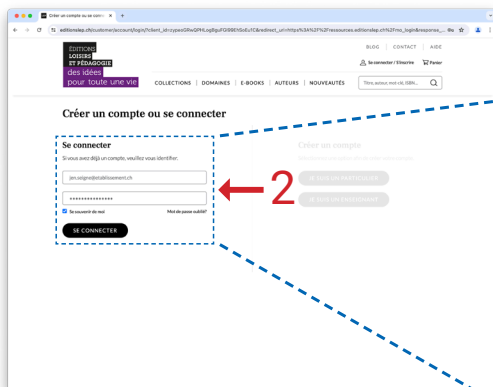 Créer un compte ou se conn
editionslep.ch/customer/account/login/?client_id=
BLOG | CONTACT | AIDE
Se connecter / S'inscrire Panier
ÉDITIONS
LOISIRS
ET PÉDAGOGIE
des idées
pour toute une vie
COLLECTIONS | DOMAINES | E-BOOKS | AUTEURS | NOUVEAUTÉS
Titre, auteur, mot-clé, ISBN...
Créer un compte ou se connecter
Se connecter
Si vous avez déjà un compte, veuillez vous identifier.
jen.seigne@etablissement.ch
***************
Se souvenir de moi Mot de passe oublié?
SE CONNECTER
2
Créer un compte
JE SUIS UN PARTICULIER
JE SUIS UN ENSEIGNANT